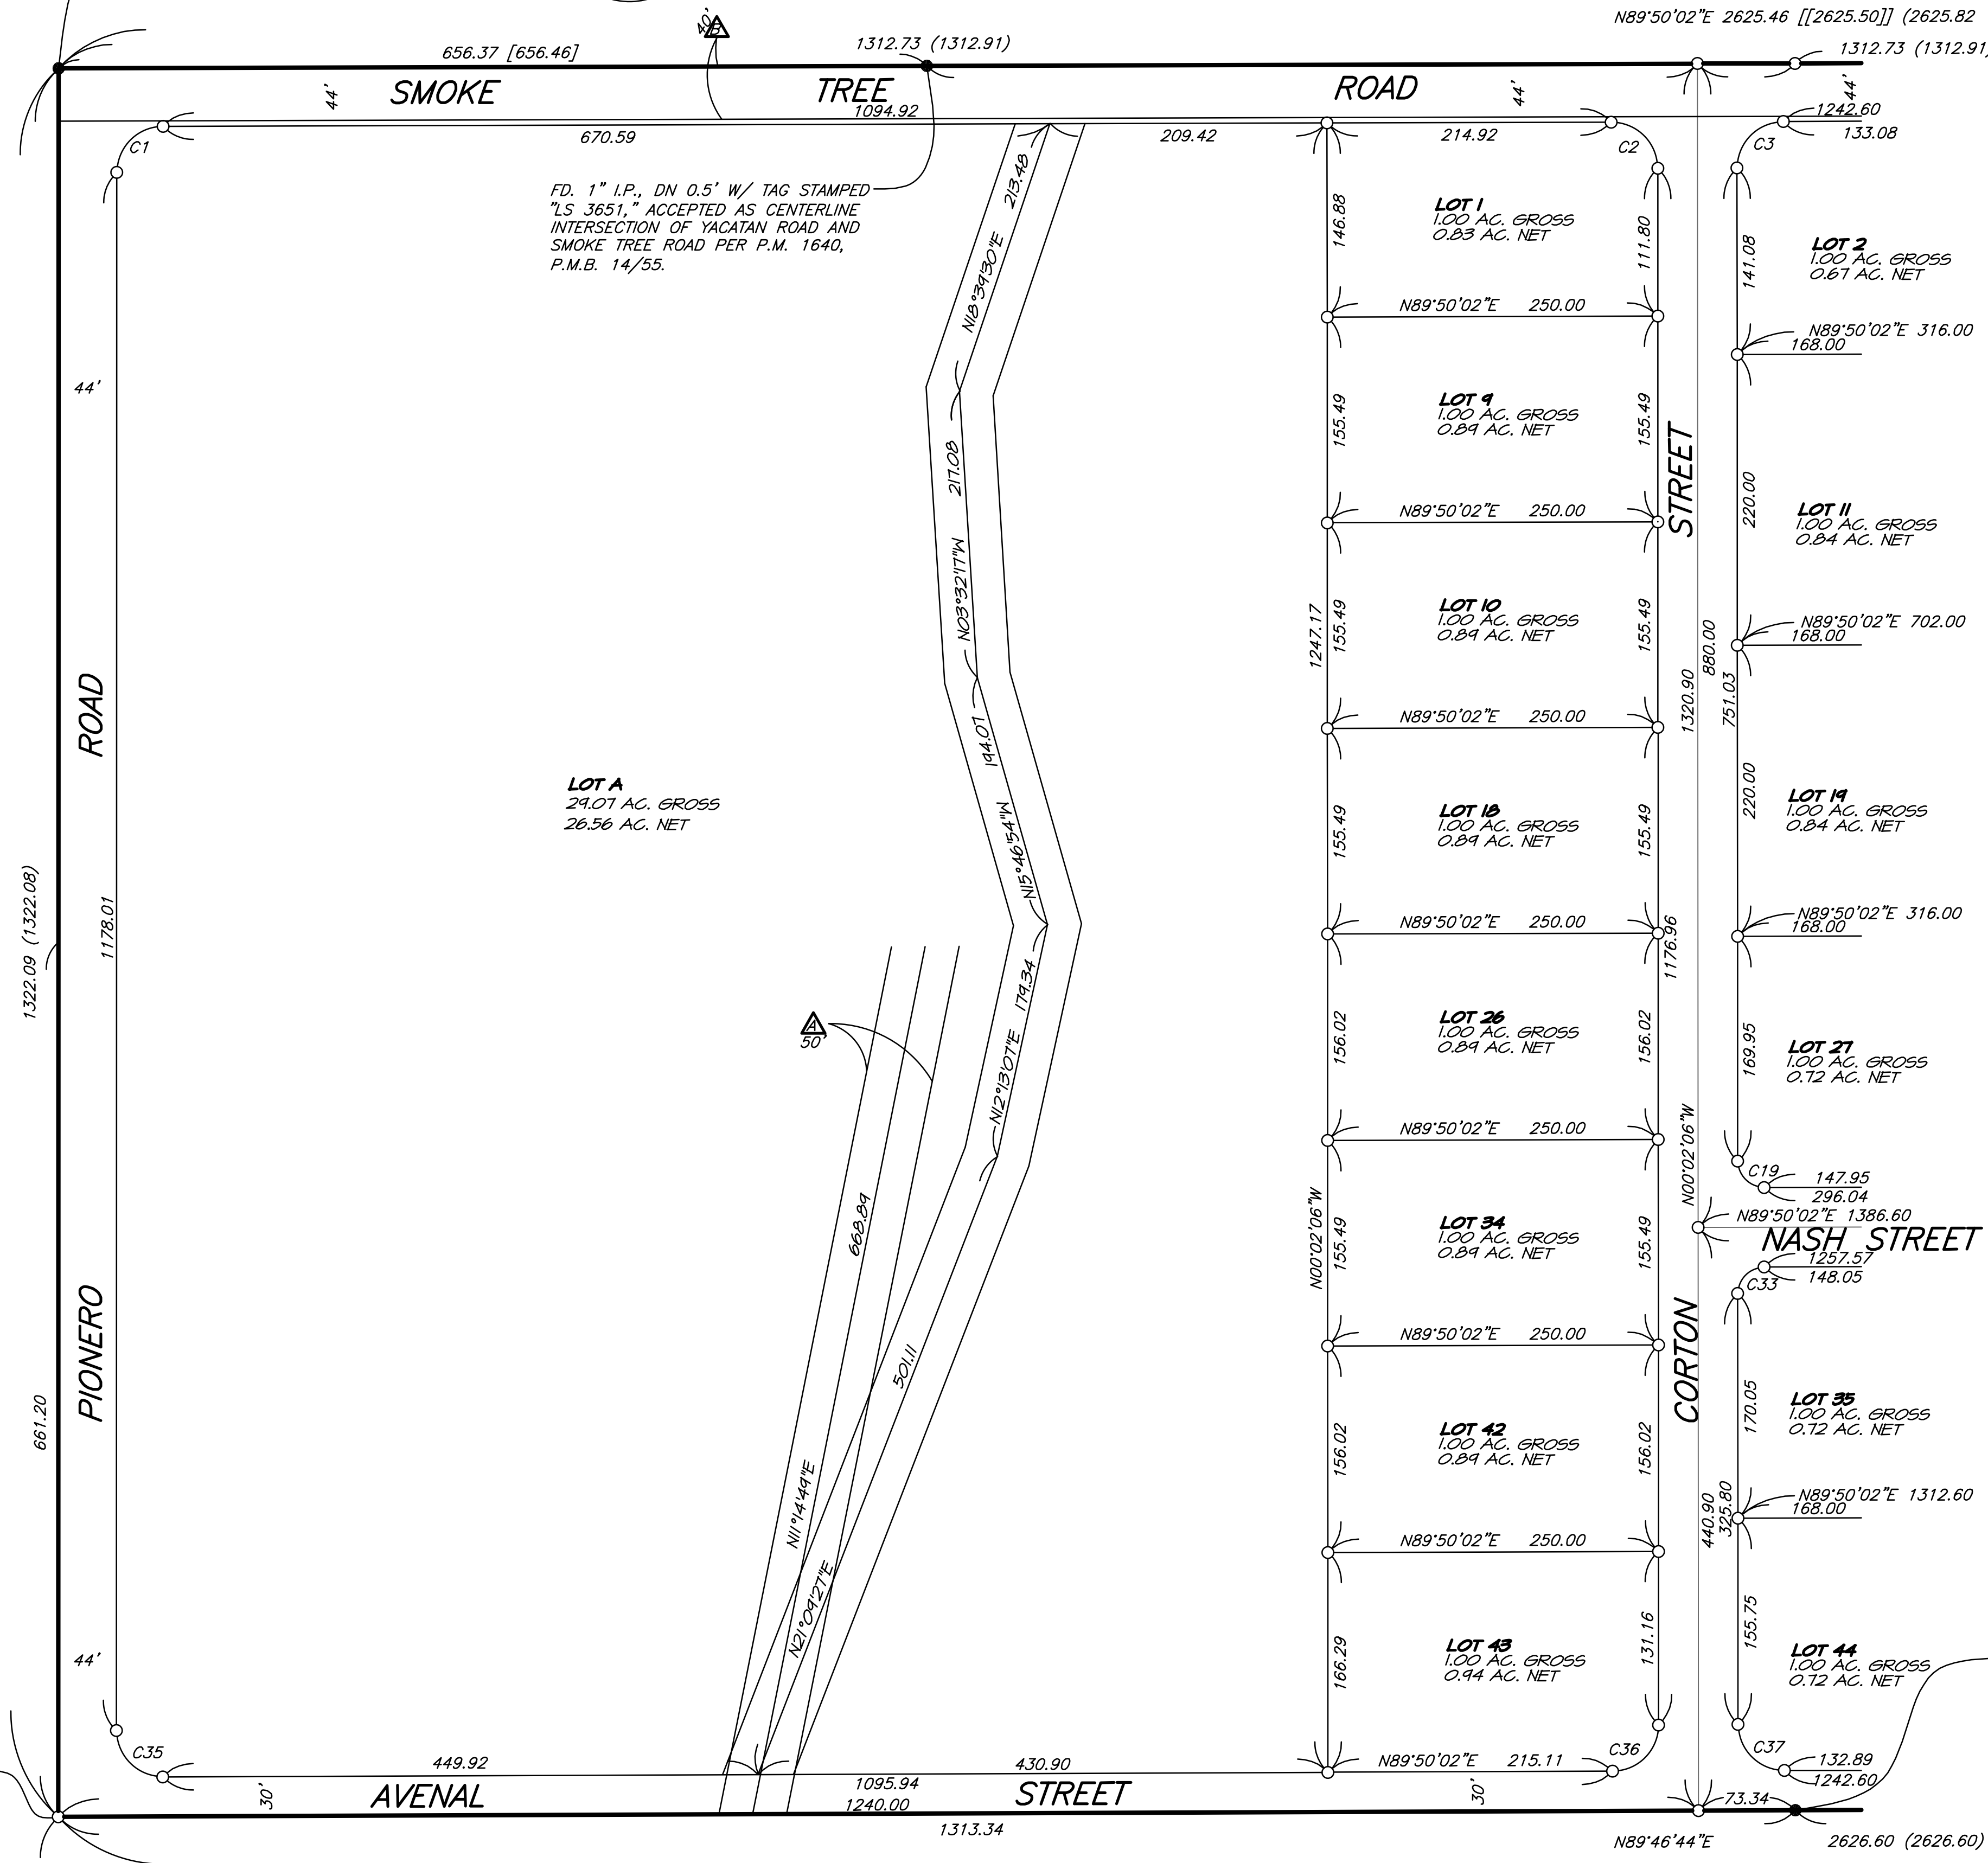 N89°50'02"E 2625.46 [[2625.50]] (2625.82
40'
B
656.37 [656.46]
1312.73 (1312.91)
1312.73 (1312.91)
44'
SMOKE TREE ROAD
44'
44'
1094.92
1242.60
C1
670.59
209.42
214.92
C2
C3
133.08
FD. 1" I.P., DN 0.5' W/ TAG STAMPED
"LS 3651," ACCEPTED AS CENTERLINE
INTERSECTION OF YACATAN ROAD AND
SMOKE TREE ROAD PER P.M. 1640,
P.M.B. 14/55.
213.48
N18°39'30"E
217.08
N03°32'17"W
194.07
N15°46'54"W
179.34
N12°13'07"E
501.11
N21°09'27"E
668.89
N11°14'49"E
A
50'
44'
PIONERO ROAD
44'
1322.09 (1322.08)
1178.01
661.20
LOT A
29.07 AC. GROSS
26.56 AC. NET
146.88
LOT 1
1.00 AC. GROSS
0.83 AC. NET
111.80
N89°50'02"E 250.00
155.49
LOT 9
1.00 AC. GROSS
0.89 AC. NET
155.49
N89°50'02"E 250.00
1247.17
155.49
LOT 10
1.00 AC. GROSS
0.89 AC. NET
155.49
N89°50'02"E 250.00
155.49
LOT 18
1.00 AC. GROSS
0.89 AC. NET
155.49
N89°50'02"E 250.00
1176.96
156.02
LOT 26
1.00 AC. GROSS
0.89 AC. NET
156.02
N89°50'02"E 250.00
N00°02'06"W
155.49
LOT 34
1.00 AC. GROSS
0.89 AC. NET
155.49
N89°50'02"E 250.00
156.02
LOT 42
1.00 AC. GROSS
0.89 AC. NET
156.02
N89°50'02"E 250.00
166.29
LOT 43
1.00 AC. GROSS
0.94 AC. NET
131.16
CORTON STREET
1320.90
880.00
751.03
N00°02'06"W
440.90
325.80
141.08
LOT 2
1.00 AC. GROSS
0.67 AC. NET
N89°50'02"E 316.00
168.00
220.00
LOT 11
1.00 AC. GROSS
0.84 AC. NET
N89°50'02"E 702.00
168.00
220.00
LOT 19
1.00 AC. GROSS
0.84 AC. NET
N89°50'02"E 316.00
168.00
169.95
LOT 27
1.00 AC. GROSS
0.72 AC. NET
C19
147.95
296.04
N89°50'02"E 1386.60
NASH STREET
1257.57
148.05
C33
170.05
LOT 35
1.00 AC. GROSS
0.72 AC. NET
N89°50'02"E 1312.60
168.00
155.75
LOT 44
1.00 AC. GROSS
0.72 AC. NET
C35
449.92
430.90
N89°50'02"E 215.11
C36
C37
132.89
1242.60
30'
AVENAL STREET
30'
1095.94
1240.00
73.34
1313.34
N89°46'44"E 2626.60 (2626.60)